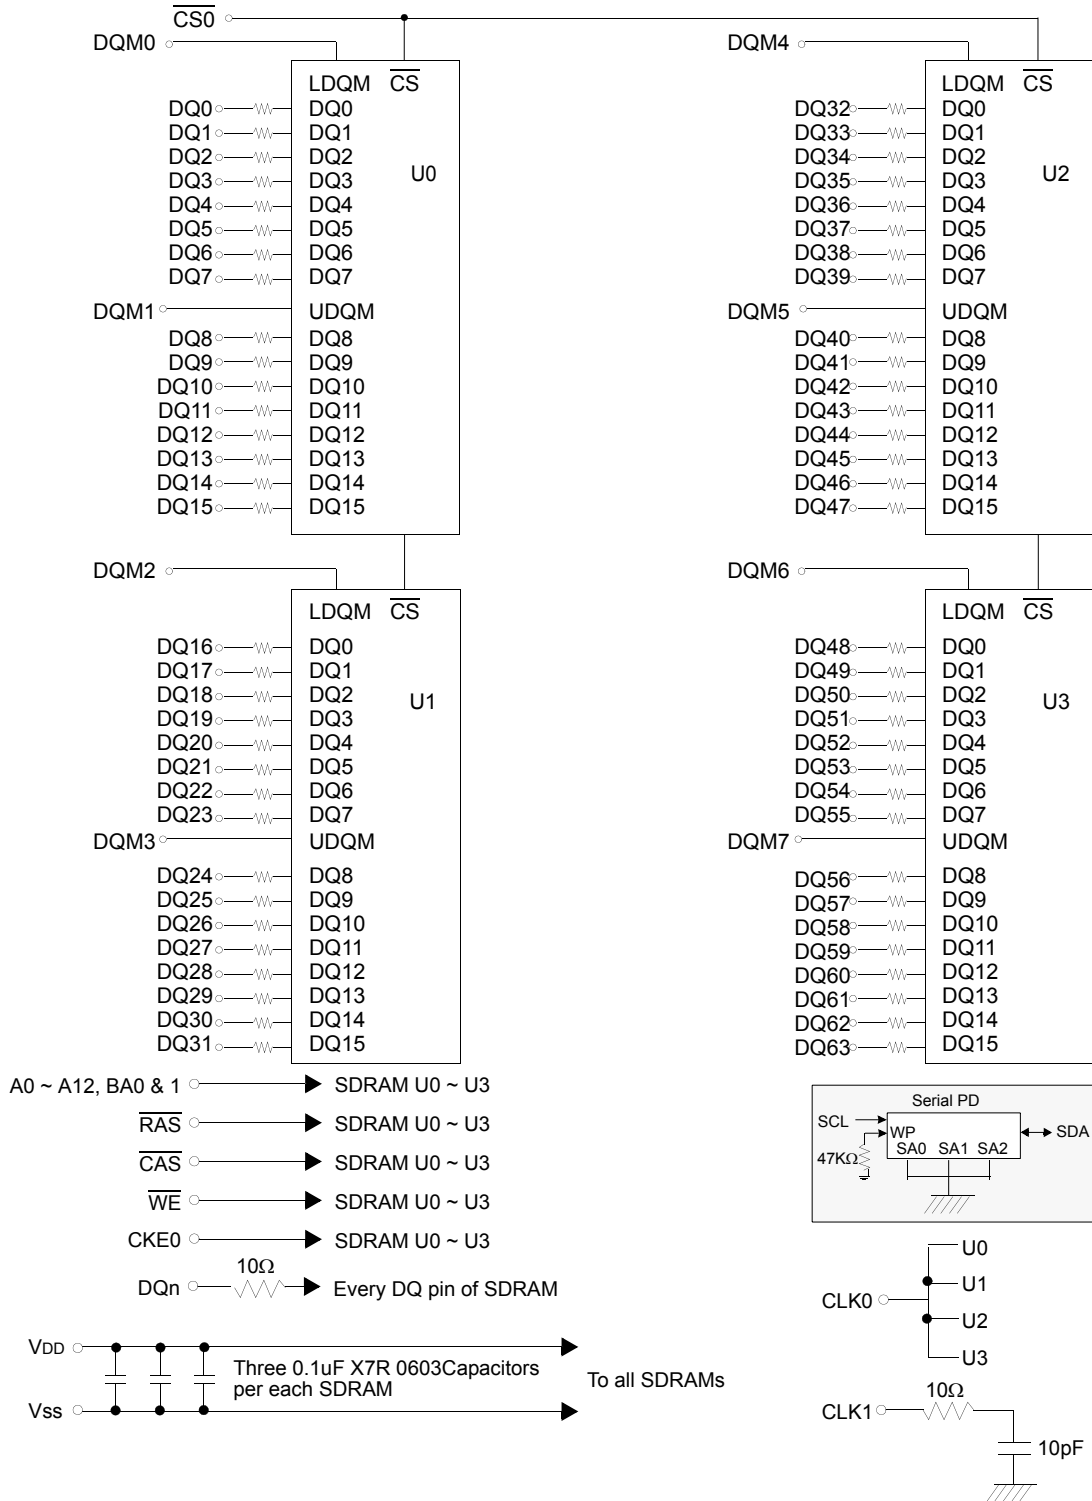 CS0
DQM0
LDQM CS
DQ0 DQ0
DQ1 DQ1
DQ2 DQ2
U0
DQ3 DQ3
DQ4 DQ4
DQ5 DQ5
DQ6 DQ6
DQ7 DQ7
DQM1 UDQM
DQ8 DQ8
DQ9 DQ9
DQ10 DQ10
DQ11 DQ11
DQ12 DQ12
DQ13 DQ13
DQ14 DQ14
DQ15 DQ15
DQM2
LDQM CS
DQ16 DQ0
DQ17 DQ1
DQ18 DQ2
U1
DQ19 DQ3
DQ20 DQ4
DQ21 DQ5
DQ22 DQ6
DQ23 DQ7
DQM3 UDQM
DQ24 DQ8
DQ25 DQ9
DQ26 DQ10
DQ27 DQ11
DQ28 DQ12
DQ29 DQ13
DQ30 DQ14
DQ31 DQ15
DQM4
LDQM CS
DQ32 DQ0
DQ33 DQ1
DQ34 DQ2
U2
DQ35 DQ3
DQ36 DQ4
DQ37 DQ5
DQ38 DQ6
DQ39 DQ7
DQM5 UDQM
DQ40 DQ8
DQ41 DQ9
DQ42 DQ10
DQ43 DQ11
DQ44 DQ12
DQ45 DQ13
DQ46 DQ14
DQ47 DQ15
DQM6
LDQM CS
DQ48 DQ0
DQ49 DQ1
DQ50 DQ2
U3
DQ51 DQ3
DQ52 DQ4
DQ53 DQ5
DQ54 DQ6
DQ55 DQ7
DQM7 UDQM
DQ56 DQ8
DQ57 DQ9
DQ58 DQ10
DQ59 DQ11
DQ60 DQ12
DQ61 DQ13
DQ62 DQ14
DQ63 DQ15
A0 ~ A12, BA0 & 1 SDRAM U0 ~ U3
RAS SDRAM U0 ~ U3
CAS SDRAM U0 ~ U3
WE SDRAM U0 ~ U3
CKE0 SDRAM U0 ~ U3
10Ω
DQn Every DQ pin of SDRAM
VDD
Three 0.1uF X7R 0603Capacitors
per each SDRAM
To all SDRAMs
Vss
Serial PD
SCL
WP
SDA
47KΩ
SA0 SA1 SA2
U0
U1
CLK0
U2
U3
10Ω
CLK1
10pF